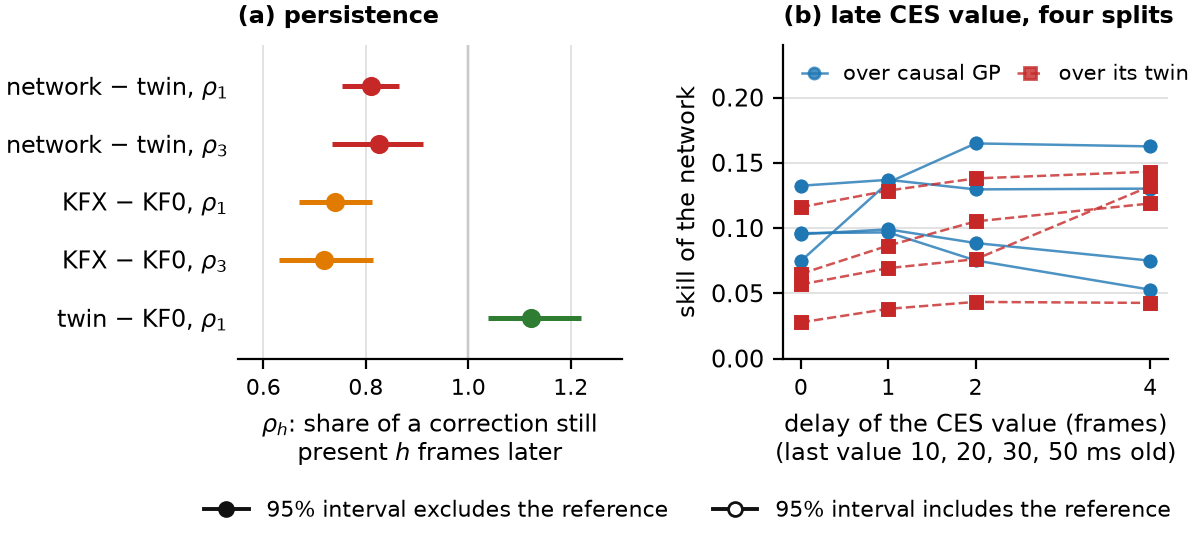 (a) persistence
network − twin, ρ₁
network − twin, ρ₃
KFX − KF0, ρ₁
KFX − KF0, ρ₃
twin − KF0, ρ₁
0.6 0.8 1.0 1.2
ρₕ: share of a correction still
present h frames later
(b) late CES value, four splits
over causal GP over its twin
skill of the network
0.20
0.15
0.10
0.05
0.00
0 1 2 4
delay of the CES value (frames)
(last value 10, 20, 30, 50 ms old)
95% interval excludes the reference
95% interval includes the reference